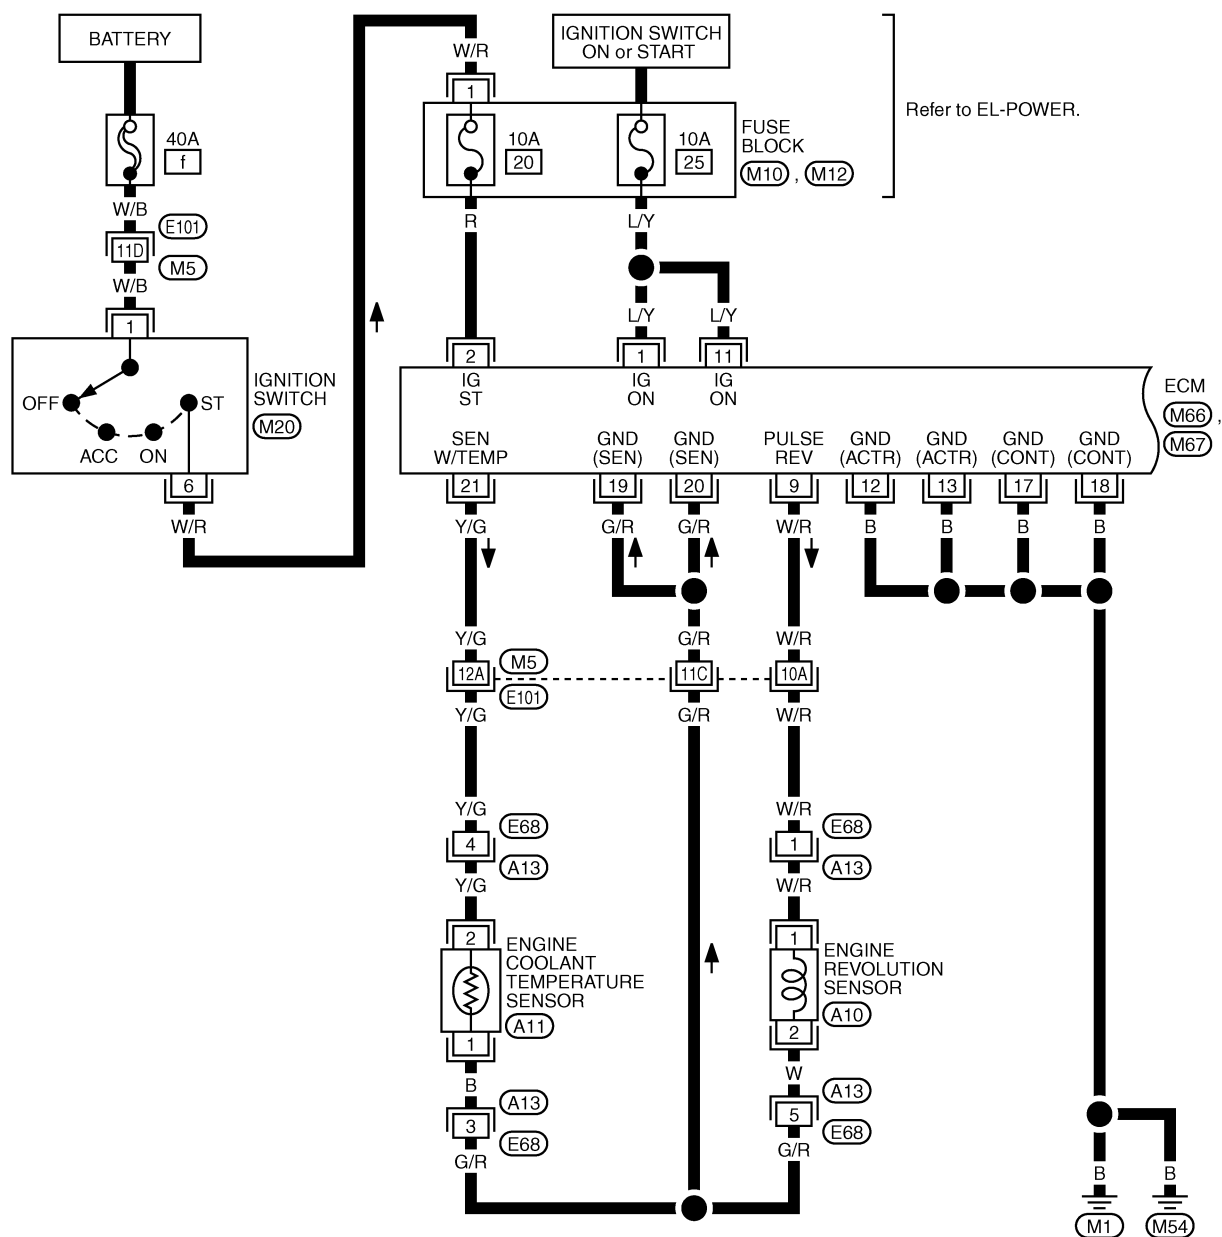 BATTERY
IGNITION SWITCH
ON or START
W/R
1
Refer to EL-POWER.
40A
f
10A
20
10A
25
FUSE
BLOCK
M10 , M12
W/B
E101
11D
M5
W/B
R
L/Y
L/Y
L/Y
1
OFF
ACC
ON
ST
IGNITION
SWITCH
M20
6
W/R
2
1
11
IG
ST
IG
ON
IG
ON
ECM
M66 ,
M67
SEN
W/TEMP
GND
(SEN)
GND
(SEN)
PULSE
REV
GND
(ACTR)
GND
(ACTR)
GND
(CONT)
GND
(CONT)
21
19
20
9
12
13
17
18
Y/G
G/R
G/R
W/R
B
B
B
B
Y/G
G/R
W/R
12A
M5
E101
11C
10A
Y/G
G/R
W/R
Y/G
W/R
4
E68
A13
1
E68
A13
Y/G
W/R
2
ENGINE
COOLANT
TEMPERATURE
SENSOR
A11
1
1
ENGINE
REVOLUTION
SENSOR
A10
2
B
W
A13
3
E68
A13
5
E68
G/R
G/R
B
B
M1
M54